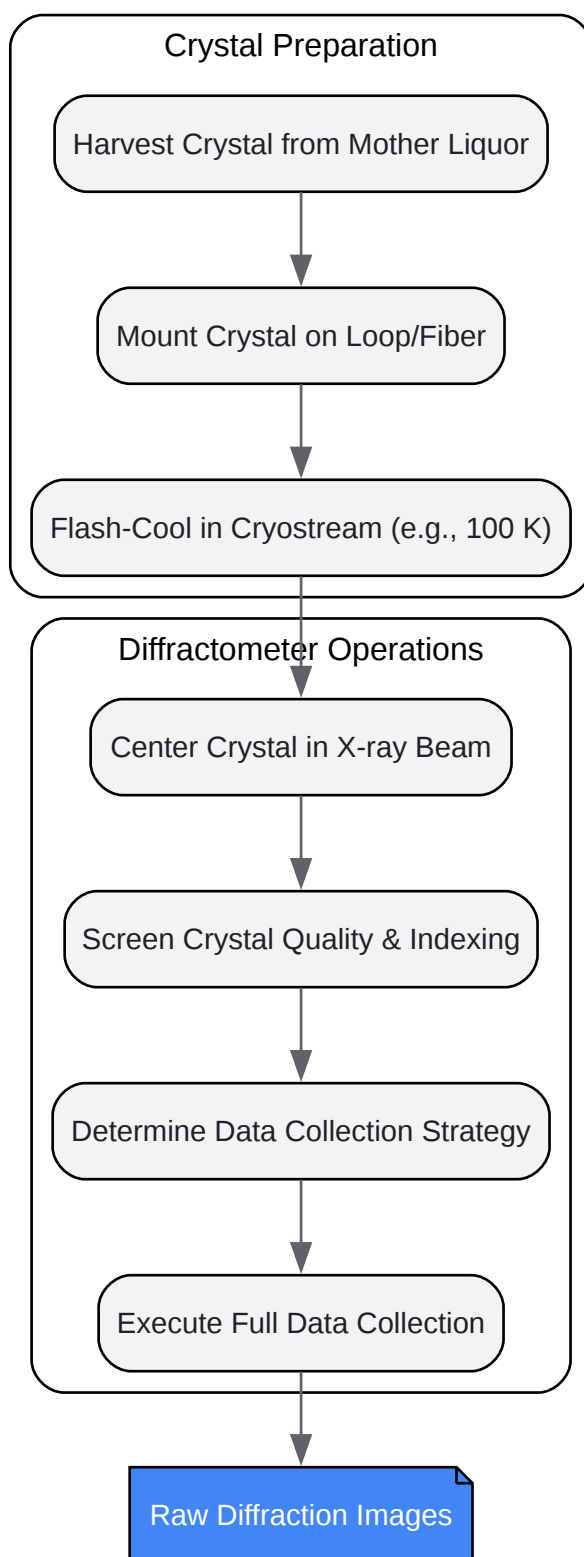 Crystal Preparation
Harvest Crystal from Mother Liquor
Mount Crystal on Loop/Fiber
Flash-Cool in Cryostream (e.g., 100 K)
Diffractometer Operations
Center Crystal in X-ray Beam
Screen Crystal Quality & Indexing
Determine Data Collection Strategy
Execute Full Data Collection
Raw Diffraction Images